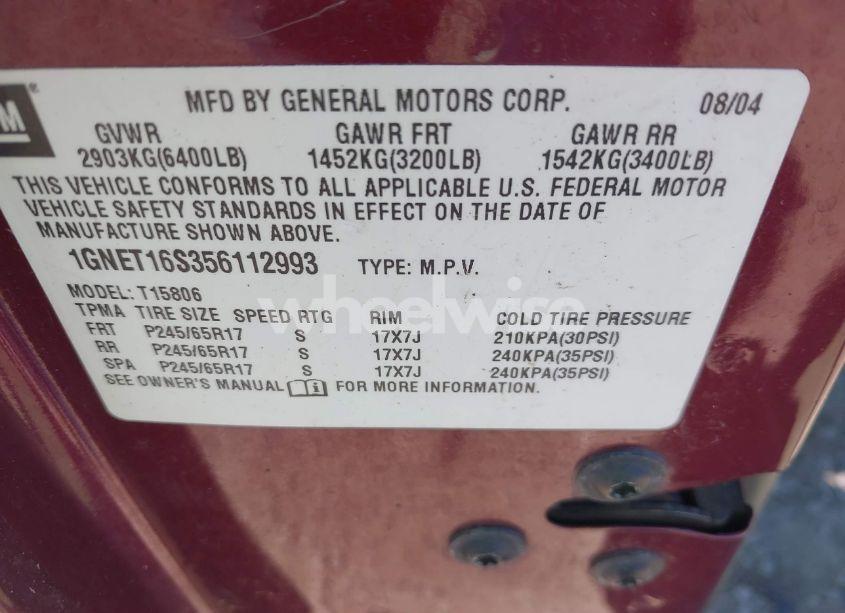 M®
MFD BY GENERAL MOTORS CORP. 08/04
GVWR GAWR FRT GAWR RR
2903KG(6400LB) 1452KG(3200LB) 1542KG(3400LB)
THIS VEHICLE CONFORMS TO ALL APPLICABLE U.S. FEDERAL MOTOR
VEHICLE SAFETY STANDARDS IN EFFECT ON THE DATE OF
MANUFACTURE SHOWN ABOVE.
1GNET16S356112993 TYPE: M.P.V.
MODEL: T15806
TPMA TIRE SIZE SPEED RTG RIM COLD TIRE PRESSURE
FRT P245/65R17 S 17X7J 210KPA(30PSI)
RR P245/65R17 S 17X7J 240KPA(35PSI)
SPA P245/65R17 S 17X7J 240KPA(35PSI)
SEE OWNER'S MANUAL FOR MORE INFORMATION.
wheelwise